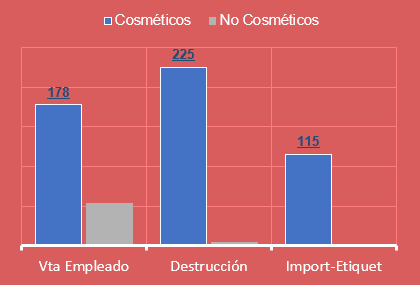 Cosméticos No Cosméticos
225
178
115
Vta Empleado Destrucción Import-Etiquet